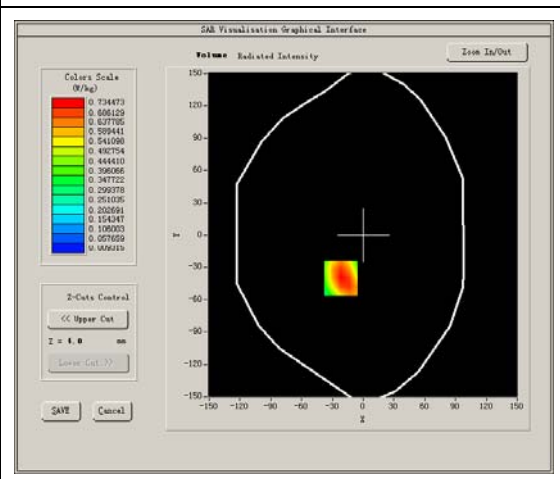 SAR Visualisation Graphical Interface
Volume Radiated Intensity
Zoom In/Out
Colors Scale
(W/kg)
0.734473
0.686129
0.637785
0.589441
0.541098
0.492754
0.444410
0.396066
0.347722
0.299378
0.251035
0.202691
0.154347
0.106003
0.057659
0.009315
Z-Cuts Control
<< Upper Cut
Z = 4.0 mm
Lower Cut >>
SAVE
Cancel
150
120
90
60
30
0
-30
-60
-90
-120
-150
Y
-150 -120 -90 -60 -30 0 30 60 90 120 150
X